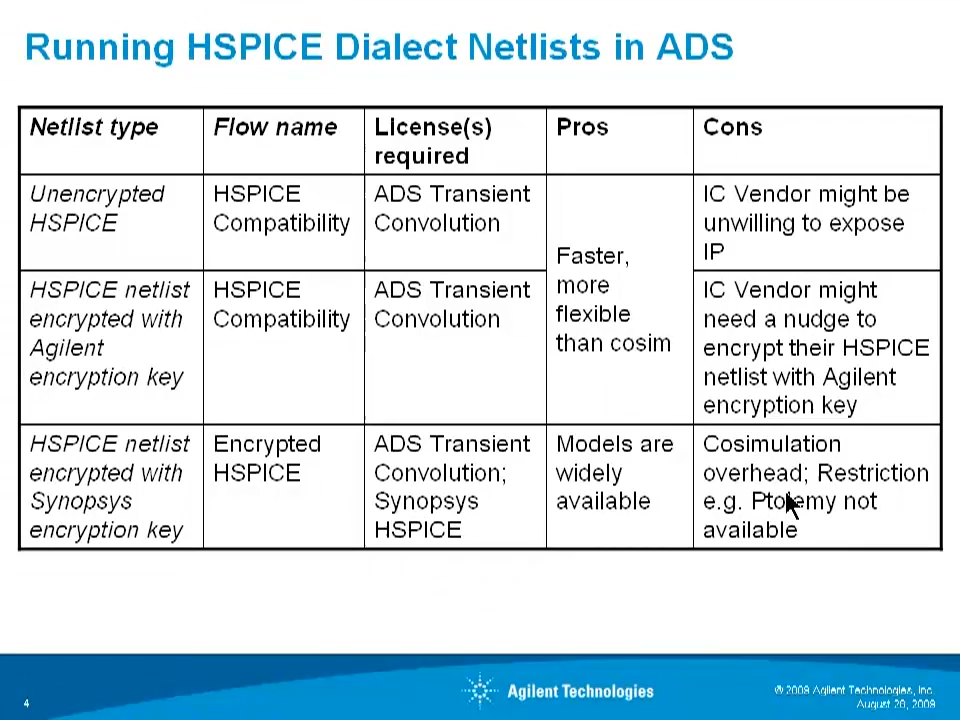 Running HSPICE Dialect Netlists in ADS
Netlist type
Flow name
License(s)
required
Pros
Cons
Unencrypted
HSPICE
HSPICE
Compatibility
ADS Transient
Convolution
Faster,
more
flexible
than cosim
IC Vendor might be
unwilling to expose
IP
HSPICE netlist
encrypted with
Agilent
encryption key
HSPICE
Compatibility
ADS Transient
Convolution
IC Vendor might
need a nudge to
encrypt their HSPICE
netlist with Agilent
encryption key
HSPICE netlist
encrypted with
Synopsys
encryption key
Encrypted
HSPICE
ADS Transient
Convolution;
Synopsys
HSPICE
Models are
widely
available
Cosimulation
overhead; Restriction
e.g. Ptolemy not
available
4
Agilent Technologies
© 2009 Agilent Technologies, Inc.
August 20, 2009